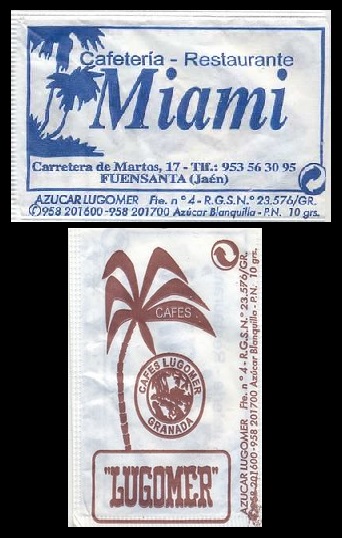 Cafetería - Restaurante
Miami
Carretera de Martos, 17 - Tlf.: 953 56 30 95
FUENSANTA (Jaén)
AZUCAR LUGOMER Fte. n º 4 - R.G.S.N.º 23.576/GR.
✆958 201600 -958 201700 Azúcar Blanquilla - P.N. 10 grs.
CAFES
CAFES LUGOMER
GRANADA
"LUGOMER"
AZUCAR LUGOMER Fte. n º 4 - R.G.S.N.º 23.576/GR.
✆958 201600 -958 201700 Azúcar Blanquilla - P.N. 10 grs.